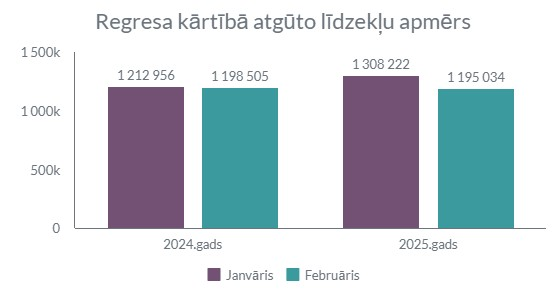 Regresa kārtībā atgūto līdzekļu apmērs
1 500k
1 000k
500k
0
1 212 956
1 198 505
1 308 222
1 195 034
2024.gads
2025.gads
Janvāris
Februāris